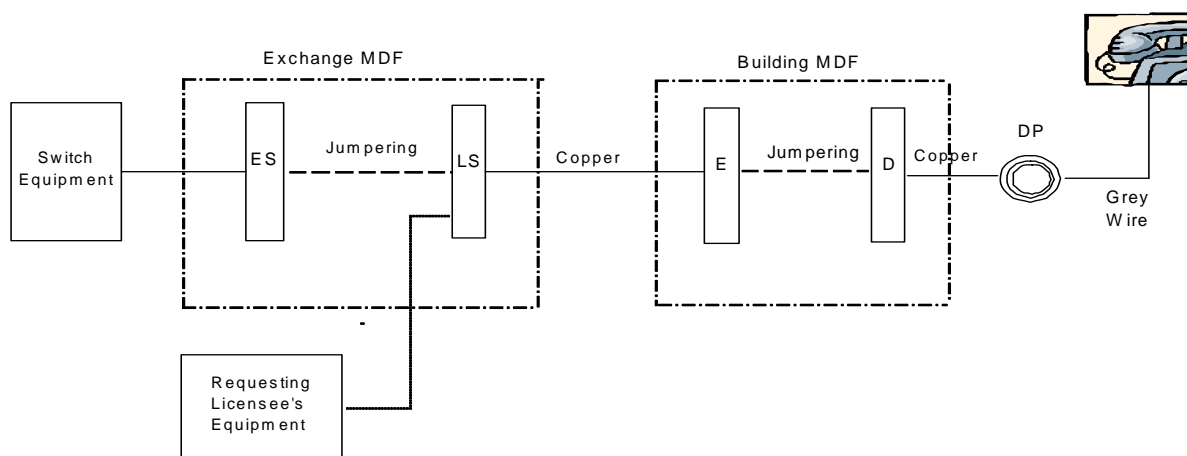 Exchange MDF
Building MDF
DP
Switch
Equipment
ES
Jumpering
LS
Copper
E
Jumpering
D
Copper
Grey
Wire
Requesting
Licensee's
Equipment